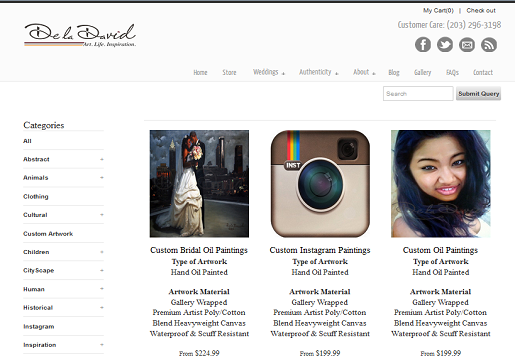 My Cart(0) | Check out
De la David
Art. Life. Inspiration.
Customer Care: (203) 296-3198
Home Store Weddings Authenticity About Blog Gallery FAQs Contact
Search Submit Query
Categories
All
Abstract
Animals
Clothing
Cultural
Custom Artwork
Children
CityScape
Human
Historical
Instagram
Inspiration
INST
Custom Bridal Oil Paintings
Type of Artwork
Hand Oil Painted
Artwork Material
Gallery Wrapped
Premium Artist Poly/Cotton
Blend Heavyweight Canvas
Waterproof & Scuff Resistant
From $224.99
Custom Instagram Paintings
Type of Artwork
Hand Oil Painted
Artwork Material
Gallery Wrapped
Premium Artist Poly/Cotton
Blend Heavyweight Canvas
Waterproof & Scuff Resistant
From $199.99
Custom Oil Paintings
Type of Artwork
Hand Oil Painted
Artwork Material
Gallery Wrapped
Premium Artist Poly/Cotton
Blend Heavyweight Canvas
Waterproof & Scuff Resistant
From $199.99